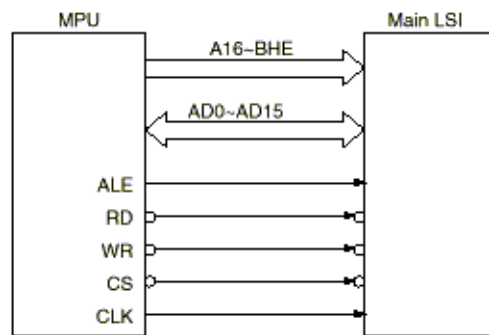 MPU
Main LSI
A16~BHE
AD0~AD15
ALE
RD
WR
CS
CLK